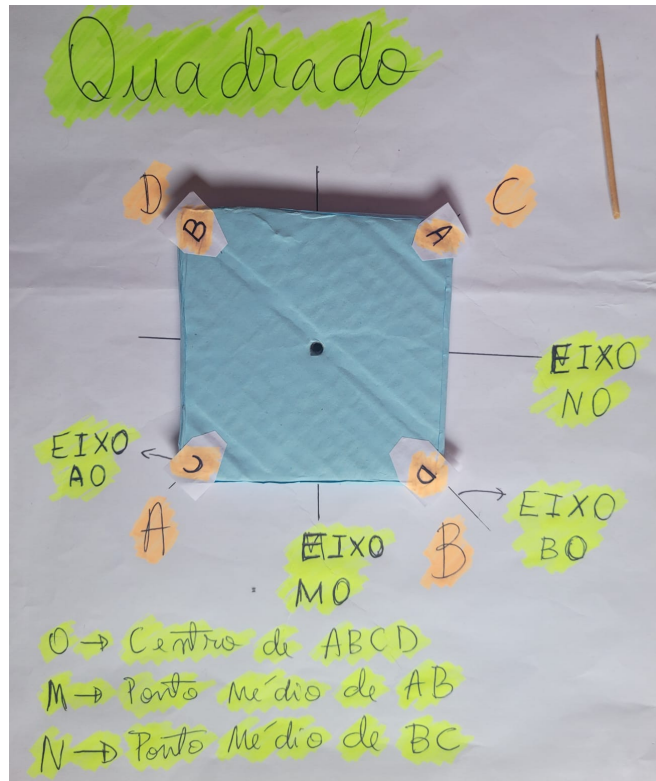 Quadrado
D
C
B
A
EIXO
NO
EIXO
AO
C
D
A
B
EIXO
BO
EIXO
MO
O → Centro de ABCD
M → Ponto Médio de AB
N → Ponto Médio de BC